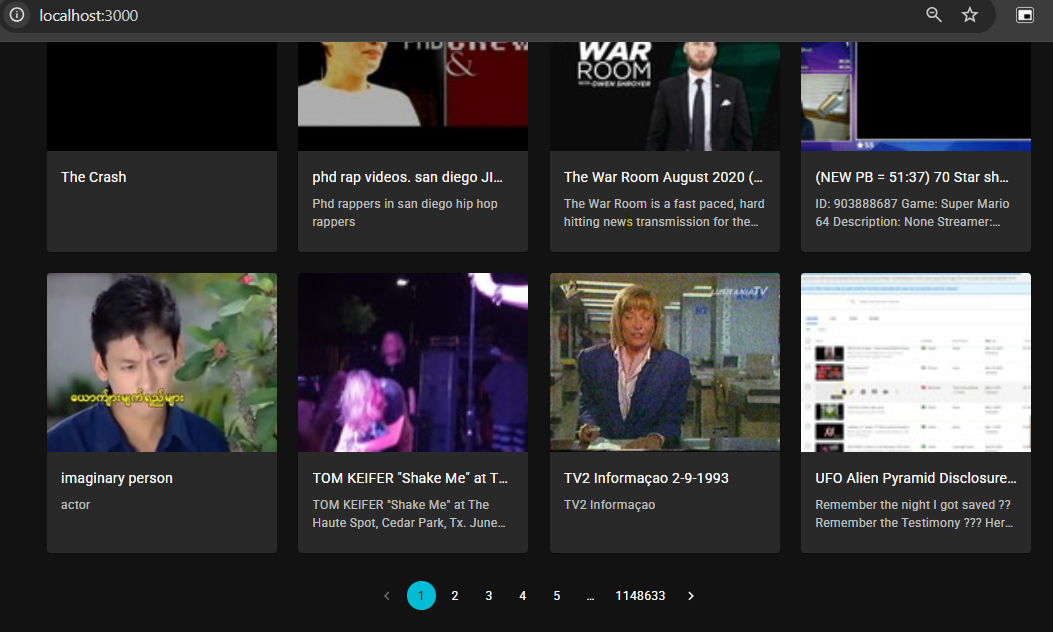 localhost:3000
PHD CREW
&
WAR
ROOM
WITH OWEN SHROYER
55
The Crash
phd rap videos. san diego JI...
The War Room August 2020 (...
(NEW PB = 51:37) 70 Star sh...
Phd rappers in san diego hip hop
rappers
The War Room is a fast paced, hard
hitting news transmission for the...
ID: 903888687 Game: Super Mario
64 Description: None Streamer:...
ယောကျ်ားမျက်ရည်များ
LUSITANIATV
imaginary person
TOM KEIFER "Shake Me" at T...
TV2 Informaçao 2-9-1993
UFO Alien Pyramid Disclosure...
actor
TOM KEIFER "Shake Me" at The
Haute Spot, Cedar Park, Tx. June...
TV2 Informaçao
Remember the night I got saved ??
Remember the Testimony ??? Her...
1 2 3 4 5 ... 1148633